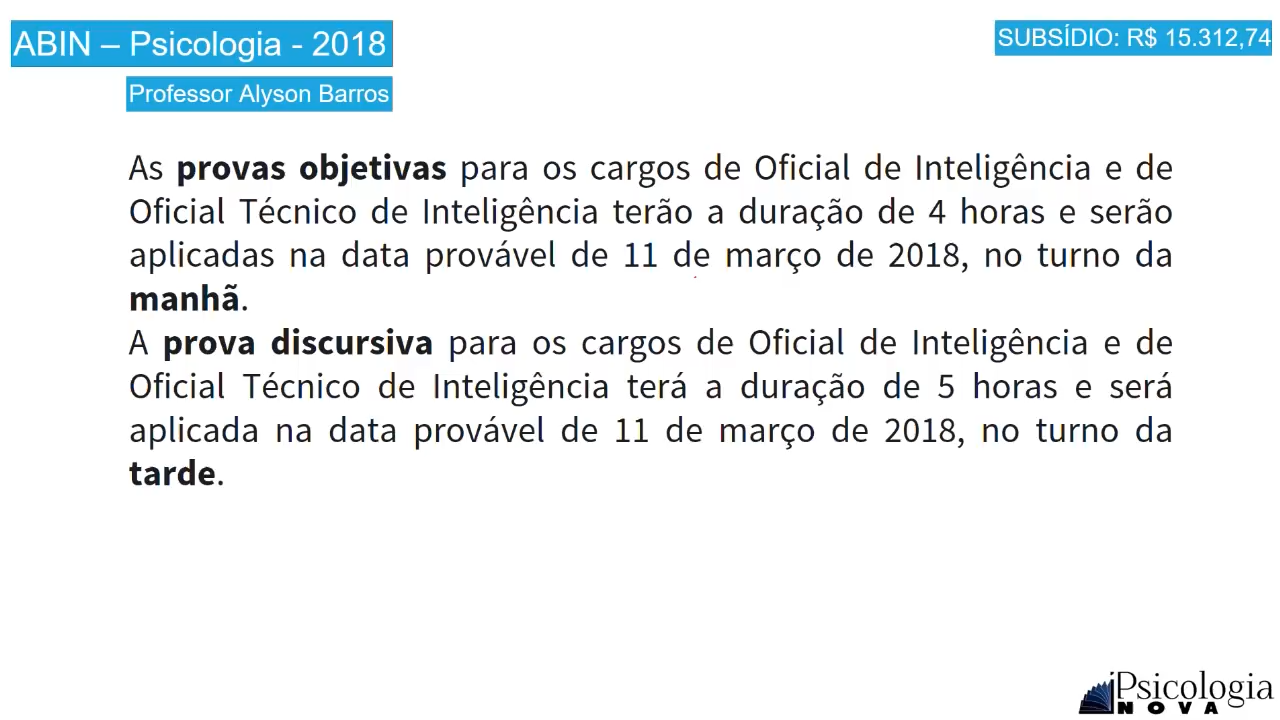 ABIN – Psicologia - 2018
SUBSÍDIO: R$ 15.312,74
Professor Alyson Barros
As provas objetivas para os cargos de Oficial de Inteligência e de
Oficial Técnico de Inteligência terão a duração de 4 horas e serão
aplicadas na data provável de 11 de março de 2018, no turno da
manhã.
A prova discursiva para os cargos de Oficial de Inteligência e de
Oficial Técnico de Inteligência terá a duração de 5 horas e será
aplicada na data provável de 11 de março de 2018, no turno da
tarde.
Psicologia
NOVA